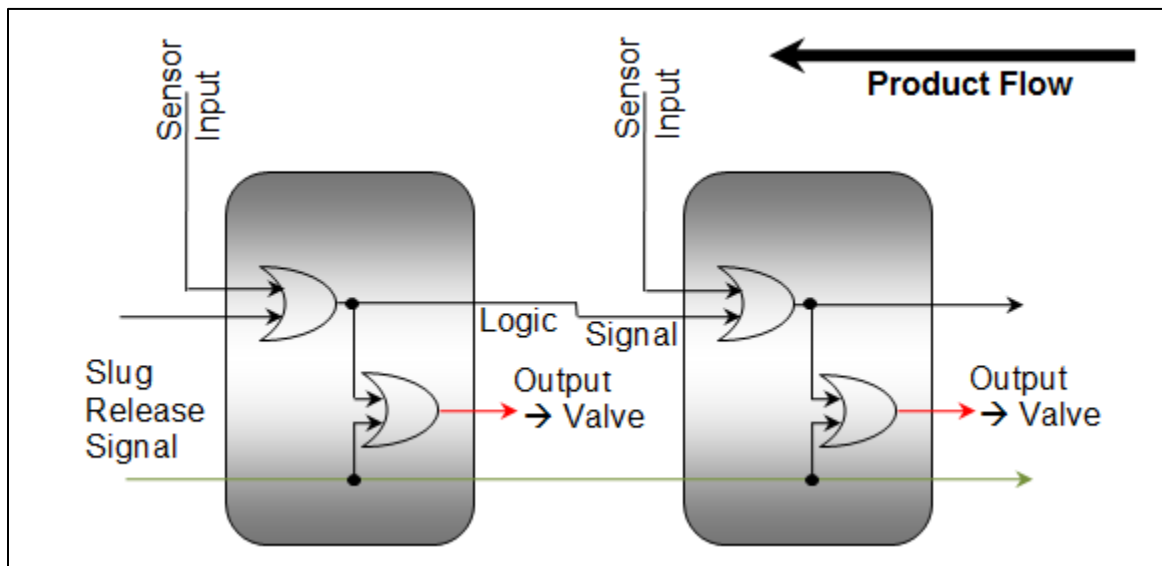 Sensor
Input
Sensor
Input
Product Flow
Logic
Signal
Slug
Release
Signal
Output
→ Valve
Output
→ Valve